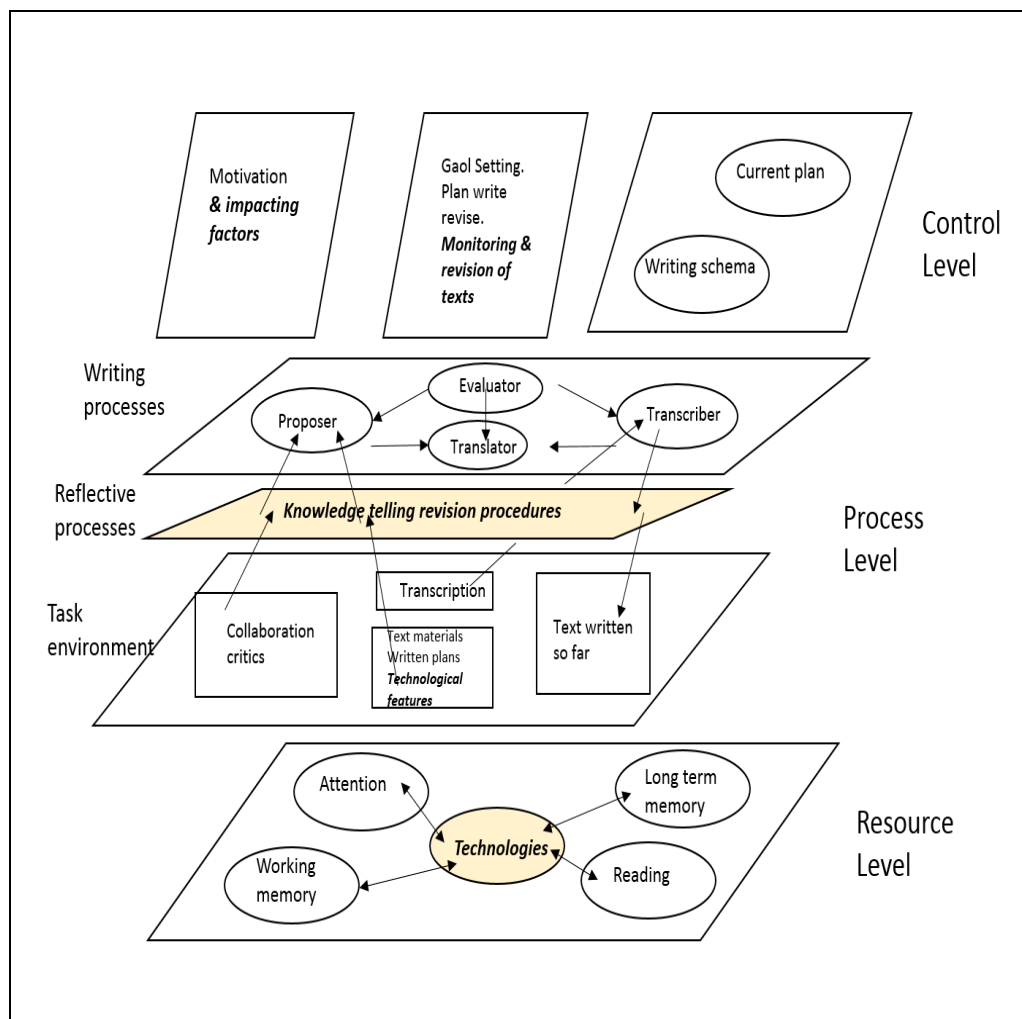 Motivation
& impacting
factors
Gaol Setting.
Plan write
revise.
Monitoring &
revision of
texts
Current plan
Writing schema
Control
Level
Writing
processes
Proposer
Evaluator
Translator
Transcriber
Reflective
processes
Knowledge telling revision procedures
Process
Level
Task
environment
Collaboration
critics
Transcription
Text materials
Written plans
Technological
features
Text written
so far
Attention
Working
memory
Technologies
Long term
memory
Reading
Resource
Level